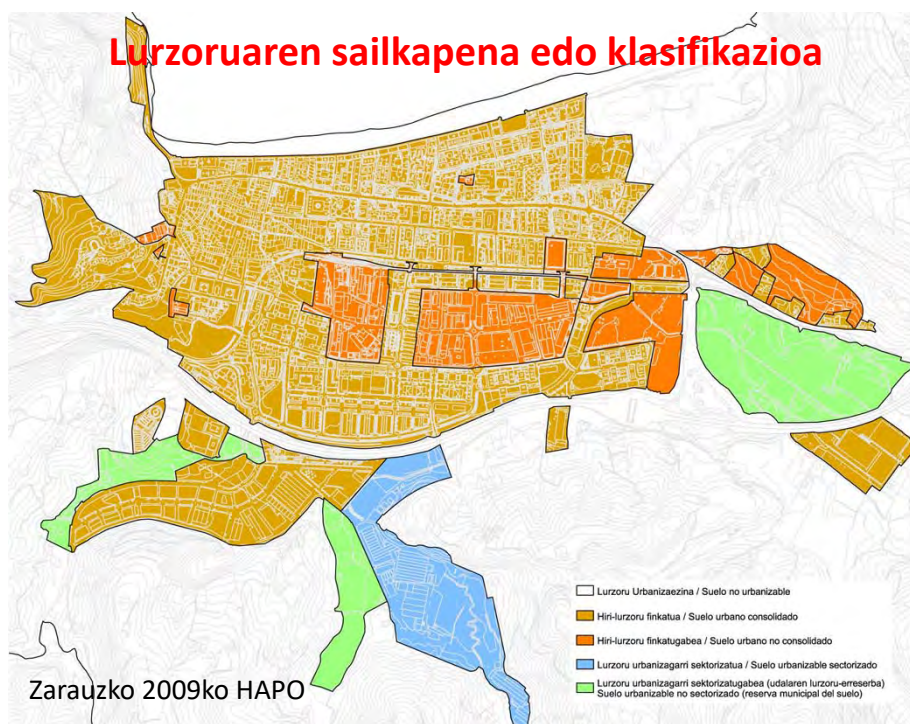 Lurzoruaren sailkapena edo klasifikazioa
Lurzoru Urbanizaezina / Suelo no urbanizable
Hiri-lurzoru finkatua / Suelo urbano consolidado
Hiri-lurzoru finkatugabea / Suelo urbano no consolidado
Lurzoru urbanizagarri sektorizatua / Suelo urbanizable sectorizado
Lurzoru urbanizagarri sektorizatugabea (udalaren lurzoru-erreserba)
Suelo urbanizable no sectorizado (reserva municipal del suelo)
Zarauzko 2009ko HAPO